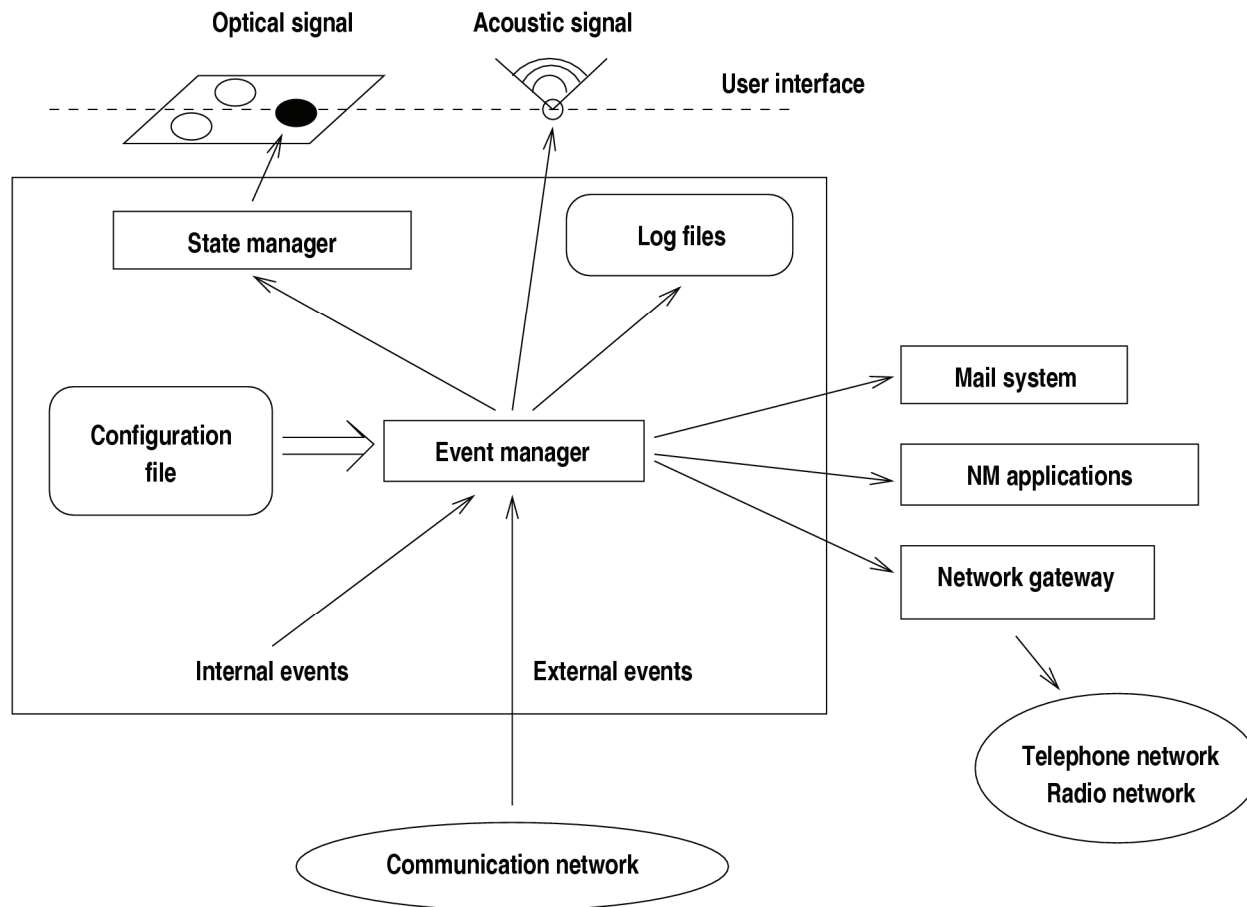 Optical signal
Acoustic signal
User interface
State manager
Log files
Mail system
Configuration
file
Event manager
NM applications
Network gateway
Internal events
External events
Telephone network
Radio network
Communication network